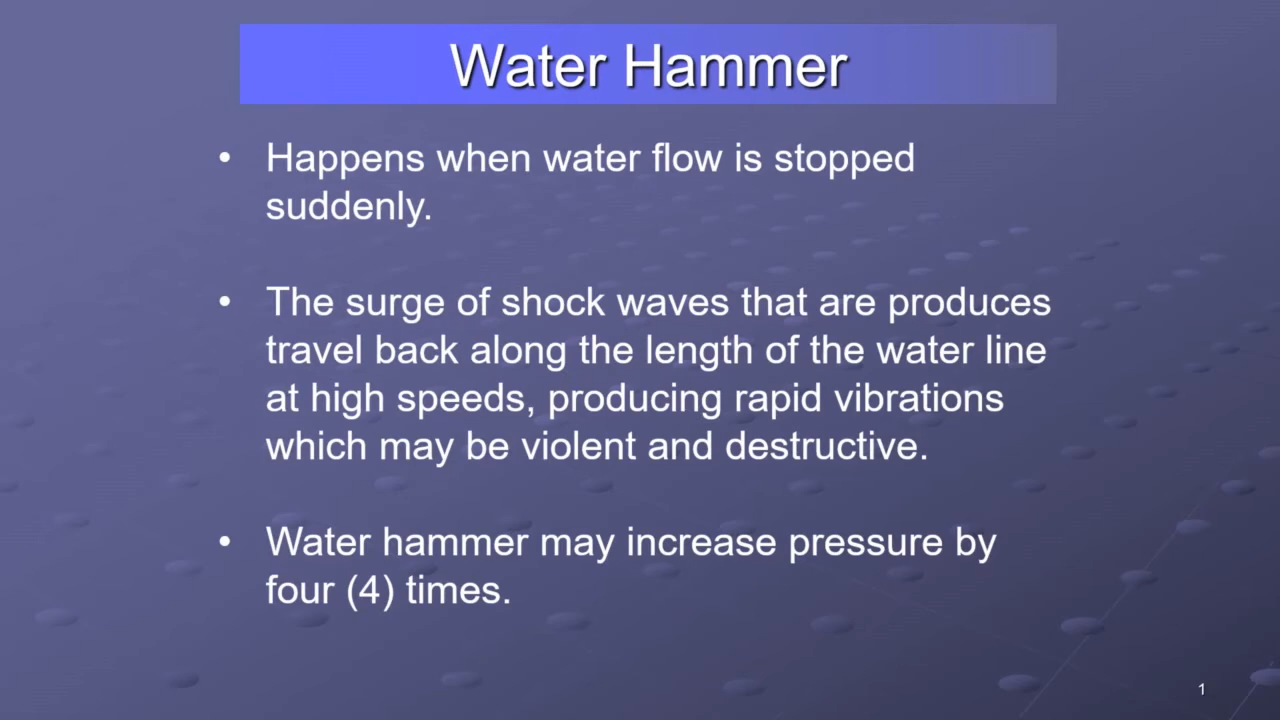 Water Hammer
• Happens when water flow is stopped
suddenly.
• The surge of shock waves that are produces
travel back along the length of the water line
at high speeds, producing rapid vibrations
which may be violent and destructive.
• Water hammer may increase pressure by
four (4) times.
1